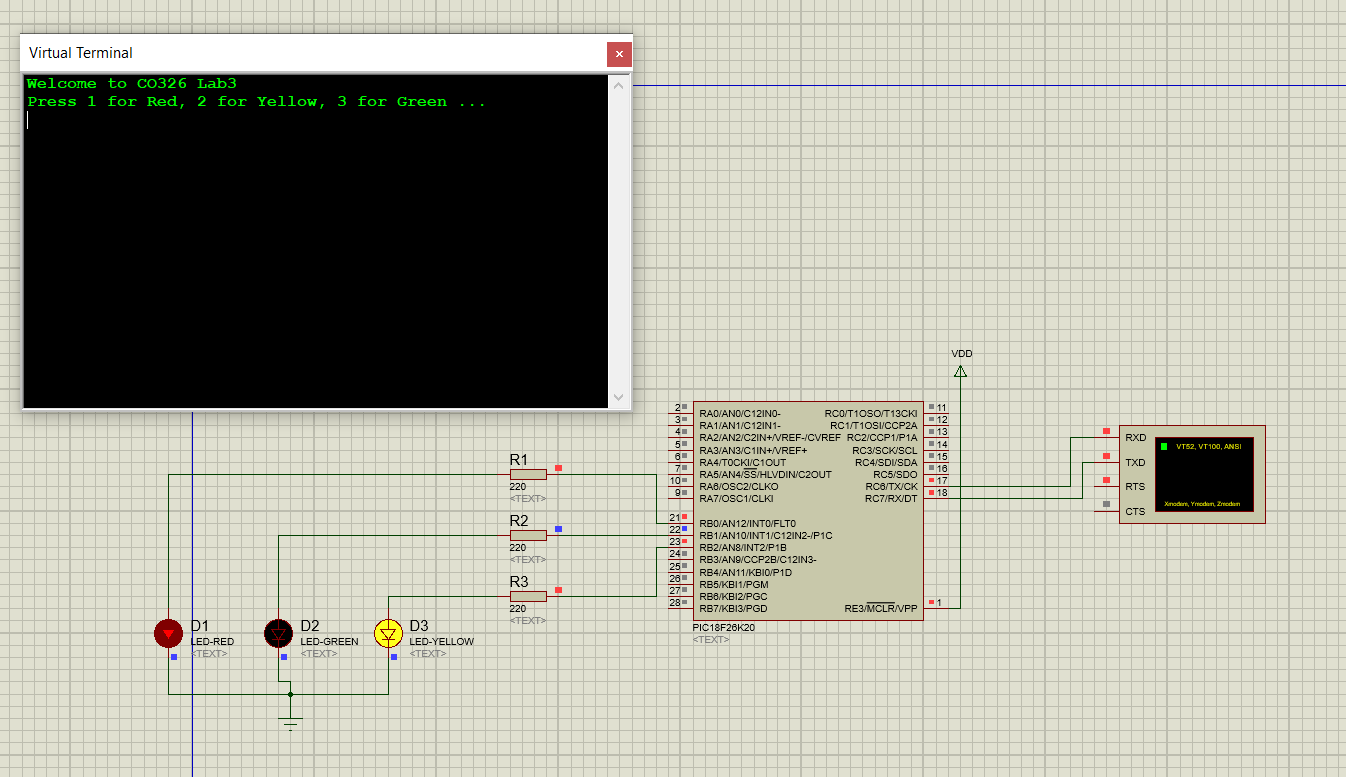 Virtual Terminal
Welcome to CO326 Lab3
Press 1 for Red, 2 for Yellow, 3 for Green ...
VDD
2 RA0/AN0/C12IN0- RC0/T1OSO/T13CKI 11
3 RA1/AN1/C12IN1- RC1/T1OSI/CCP2A 12
4 RA2/AN2/C2IN+/VREF-/CVREF RC2/CCP1/P1A 13
5 RA3/AN3/C1IN+/VREF+ RC3/SCK/SCL 14
6 RA4/T0CKI/C1OUT RC4/SDI/SDA 15
7 RA5/AN4/SS/HLVDIN/C2OUT RC5/SDO 16
10 RA6/OSC2/CLKO RC6/TX/CK 17
9 RA7/OSC1/CLKI RC7/RX/DT 18
21 RB0/AN12/INT0/FLT0
22 RB1/AN10/INT1/C12IN2-/P1C
23 RB2/AN8/INT2/P1B
24 RB3/AN9/CCP2B/C12IN3-
25 RB4/AN11/KBI0/P1D
26 RB5/KBI1/PGM
27 RB6/KBI2/PGC
28 RB7/KBI3/PGD RE3/MCLR/VPP 1
PIC18F26K20
<TEXT>
RXD
TXD
RTS
CTS
VT52, VT100, ANSI
Xmodem, Ymodem, Zmodem
R1
220
<TEXT>
R2
220
<TEXT>
R3
220
<TEXT>
D1
LED-RED
<TEXT>
D2
LED-GREEN
<TEXT>
D3
LED-YELLOW
<TEXT>